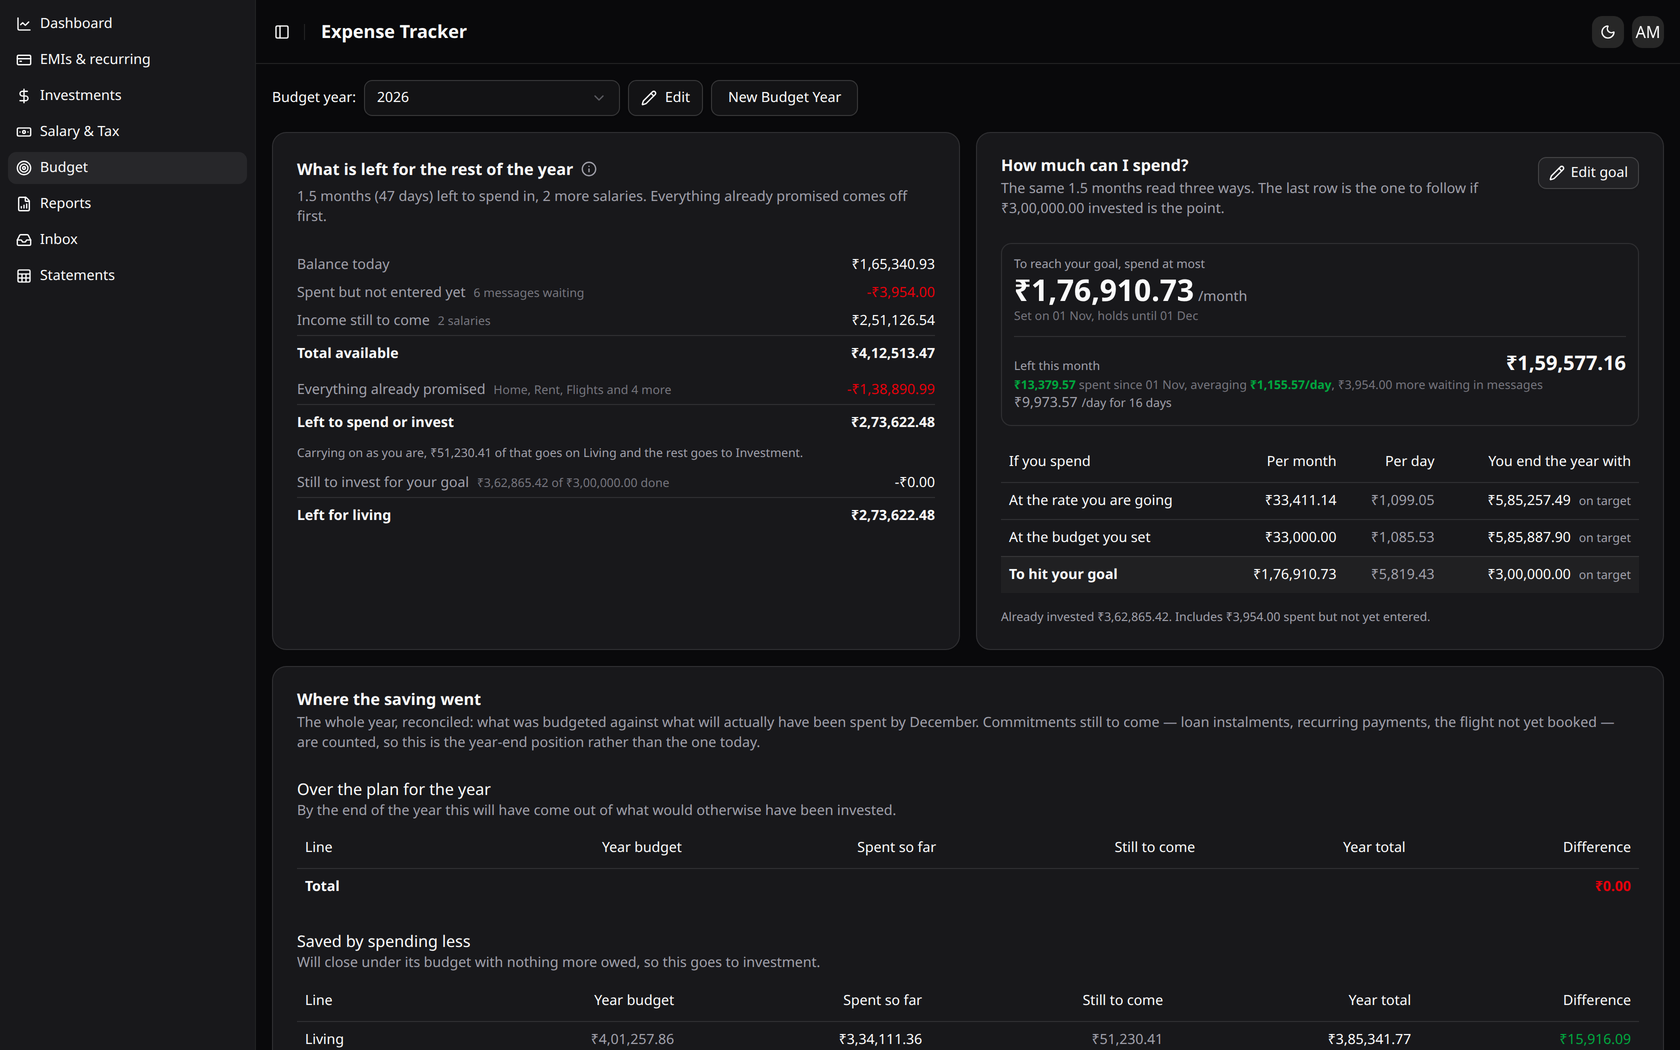 Dashboard
EMIs & recurring
Investments
Salary & Tax
Budget
Reports
Inbox
Statements
Expense Tracker
AM
Budget year:
2026
Edit
New Budget Year
What is left for the rest of the year
1.5 months (47 days) left to spend in, 2 more salaries. Everything already promised comes off
first.
Balance today ₹1,65,340.93
Spent but not entered yet 6 messages waiting -₹3,954.00
Income still to come 2 salaries ₹2,51,126.54
Total available ₹4,12,513.47
Everything already promised Home, Rent, Flights and 4 more -₹1,38,890.99
Left to spend or invest ₹2,73,622.48
Carrying on as you are, ₹51,230.41 of that goes on Living and the rest goes to Investment.
Still to invest for your goal ₹3,62,865.42 of ₹3,00,000.00 done -₹0.00
Left for living ₹2,73,622.48
How much can I spend?
The same 1.5 months read three ways. The last row is the one to follow if
₹3,00,000.00 invested is the point.
Edit goal
To reach your goal, spend at most
₹1,76,910.73 /month
Set on 01 Nov, holds until 01 Dec
Left this month ₹1,59,577.16
₹13,379.57 spent since 01 Nov, averaging ₹1,155.57/day, ₹3,954.00 more waiting in messages
₹9,973.57 /day for 16 days
If you spend Per month Per day You end the year with
At the rate you are going ₹33,411.14 ₹1,099.05 ₹5,85,257.49 on target
At the budget you set ₹33,000.00 ₹1,085.53 ₹5,85,887.90 on target
To hit your goal ₹1,76,910.73 ₹5,819.43 ₹3,00,000.00 on target
Already invested ₹3,62,865.42. Includes ₹3,954.00 spent but not yet entered.
Where the saving went
The whole year, reconciled: what was budgeted against what will actually have been spent by December. Commitments still to come — loan instalments, recurring payments, the flight not yet booked —
are counted, so this is the year-end position rather than the one today.
Over the plan for the year
By the end of the year this will have come out of what would otherwise have been invested.
Line Year budget Spent so far Still to come Year total Difference
Total ₹0.00
Saved by spending less
Will close under its budget with nothing more owed, so this goes to investment.
Line Year budget Spent so far Still to come Year total Difference
Living ₹4,01,257.86 ₹3,34,111.36 ₹51,230.41 ₹3,85,341.77 ₹15,916.09